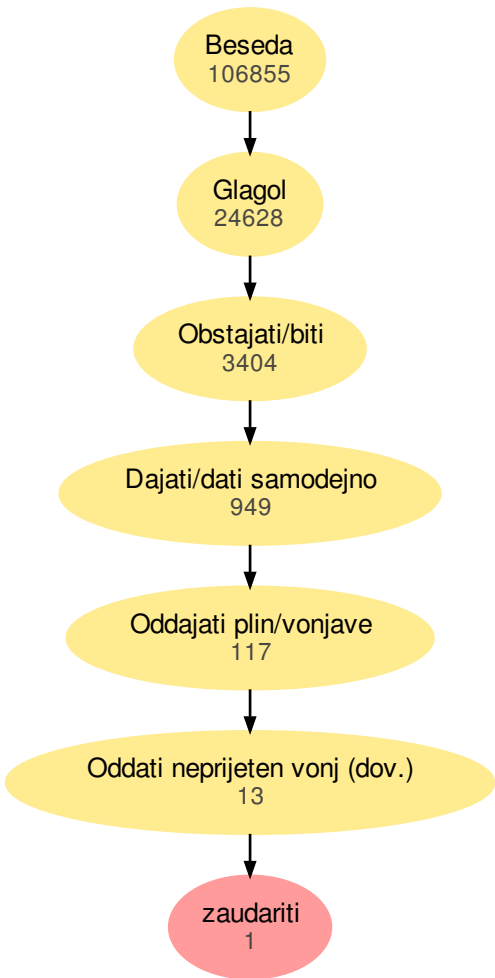 Beseda
106855
Glagol
24628
Obstajati/biti
3404
Dajati/dati samodejno
949
Oddajati plin/vonjave
117
Oddati neprijeten vonj (dov.)
13
zaudariti
1